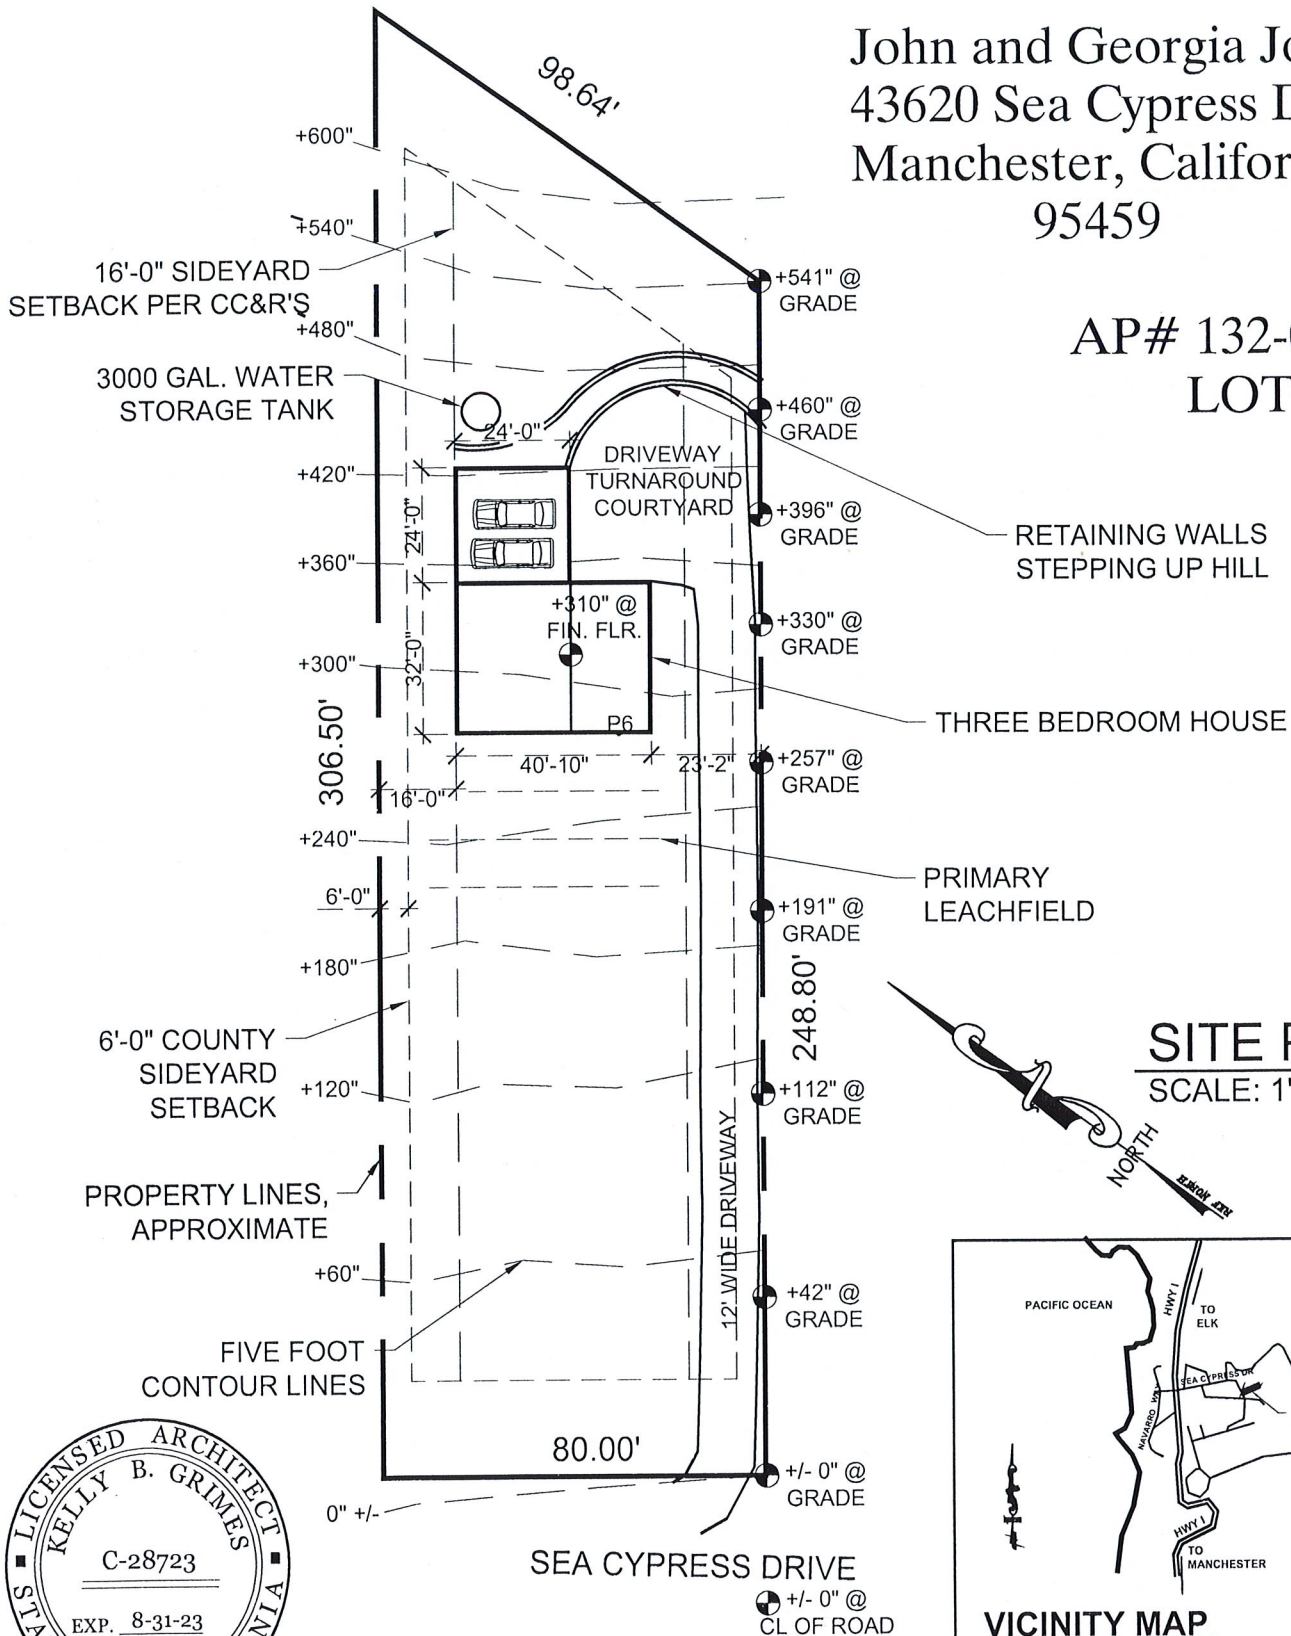 John and Georgia
43620 Sea Cypress
Manchester,
95459
AP# 132-
LOT
98.64'
+600"
+540"
16'-0" SIDEYARD
SETBACK PER CC&R'S
+480"
3000 GAL. WATER
STORAGE TANK
24'-0"
+541" @
GRADE
+460" @
GRADE
DRIVEWAY
TURNAROUND
COURTYARD
+420"
24'-0"
+396" @
GRADE
RETAINING WALLS
STEPPING UP HILL
+360"
+310" @
FIN. FLR.
+330" @
GRADE
+300"
32'-0"
THREE BEDROOM HOUSE
P6
306.50'
40'-10"
23'-2"
+257" @
GRADE
16'-0"
+240"
PRIMARY
LEACHFIELD
6'-0"
+191" @
GRADE
+180"
248.80'
6'-0" COUNTY
SIDEYARD
SETBACK
+120"
+112" @
GRADE
12' WIDE DRIVEWAY
PROPERTY LINES,
APPROXIMATE
+60"
+42" @
GRADE
FIVE FOOT
CONTOUR LINES
80.00'
+/- 0" @
GRADE
0" +/-
SEA CYPRESS DRIVE
+/- 0" @
CL OF ROAD
SITE
SCALE: 1"
NORTH
REF NORTH
PACIFIC OCEAN
HWY I
TO
ELK
SEA CYPRESS DR
NAVARRO WAY
HWY I
TO
MANCHESTER
VICINITY MAP
LICENSED ARCHITECT
KELLY B. GRIMES
C-28723
EXP. 8-31-23